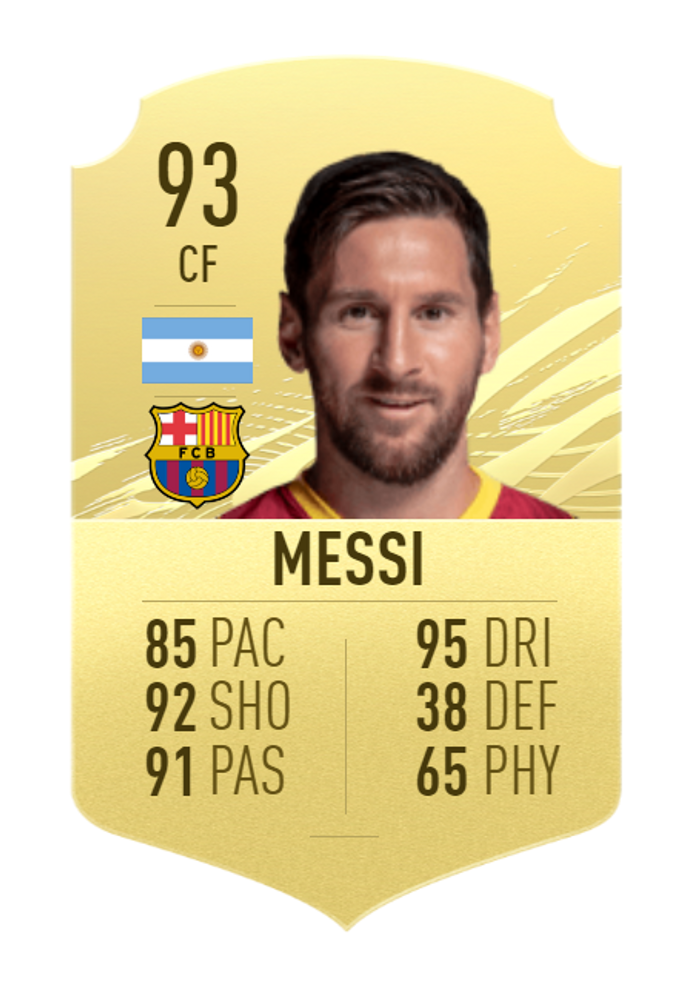 93
CF
FCB
MESSI
85 PAC
92 SHO
91 PAS
95 DRI
38 DEF
65 PHY